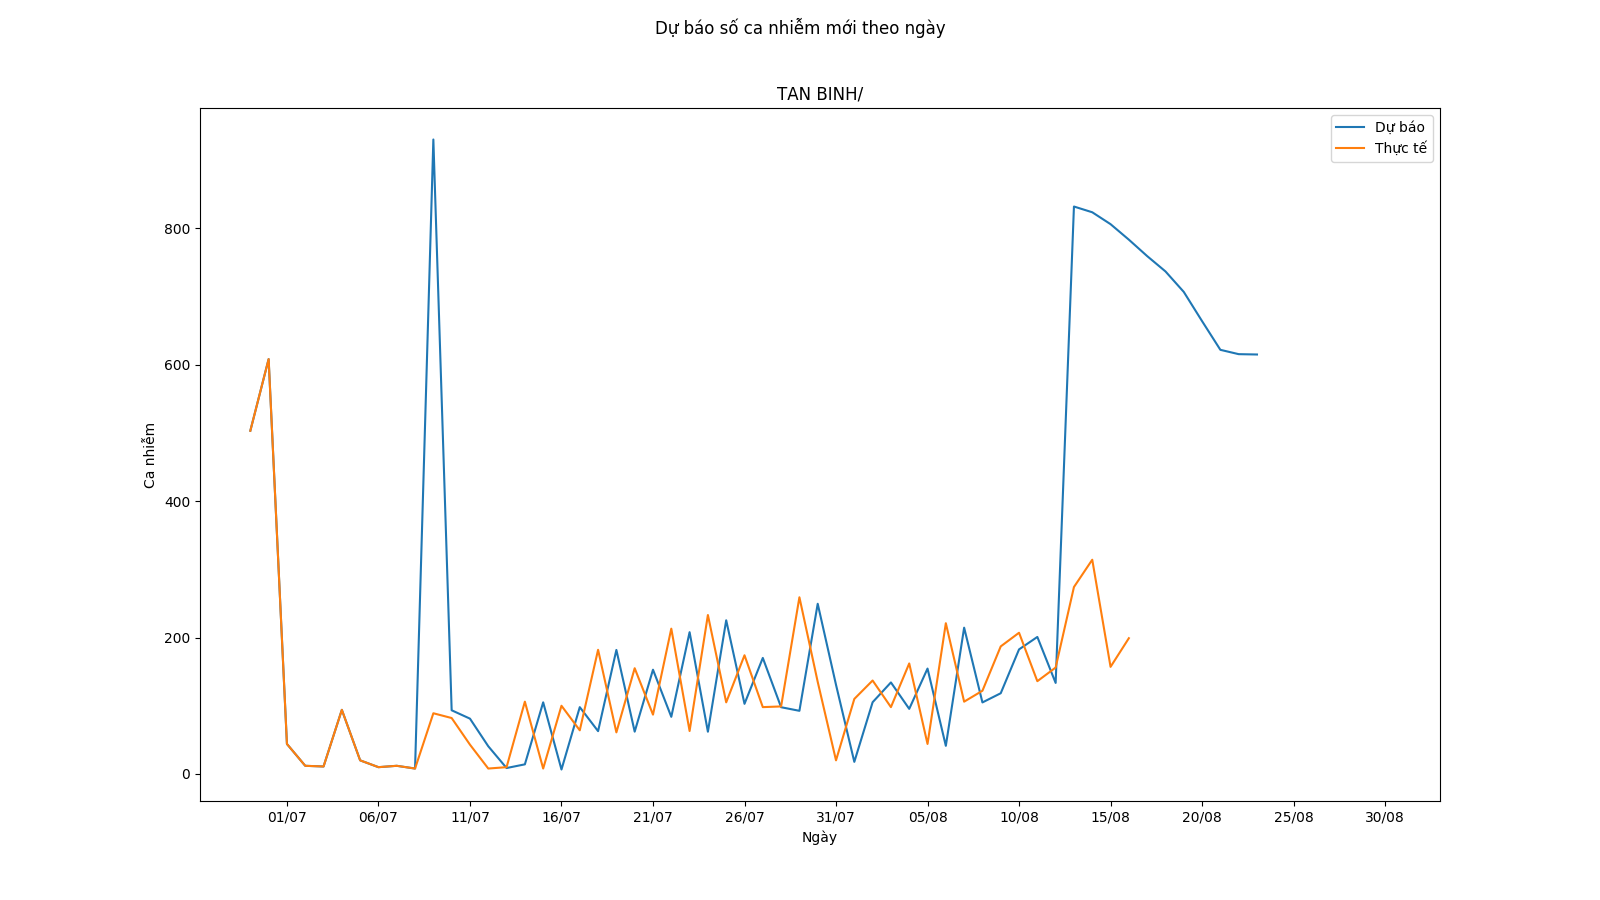 Dự báo số ca nhiễm mới theo ngày
TAN BINH/
Dự báo
Thực tế
800
600
400
200
0
Ca nhiễm
01/07 06/07 11/07 16/07 21/07 26/07 31/07 05/08 10/08 15/08 20/08 25/08 30/08
Ngày